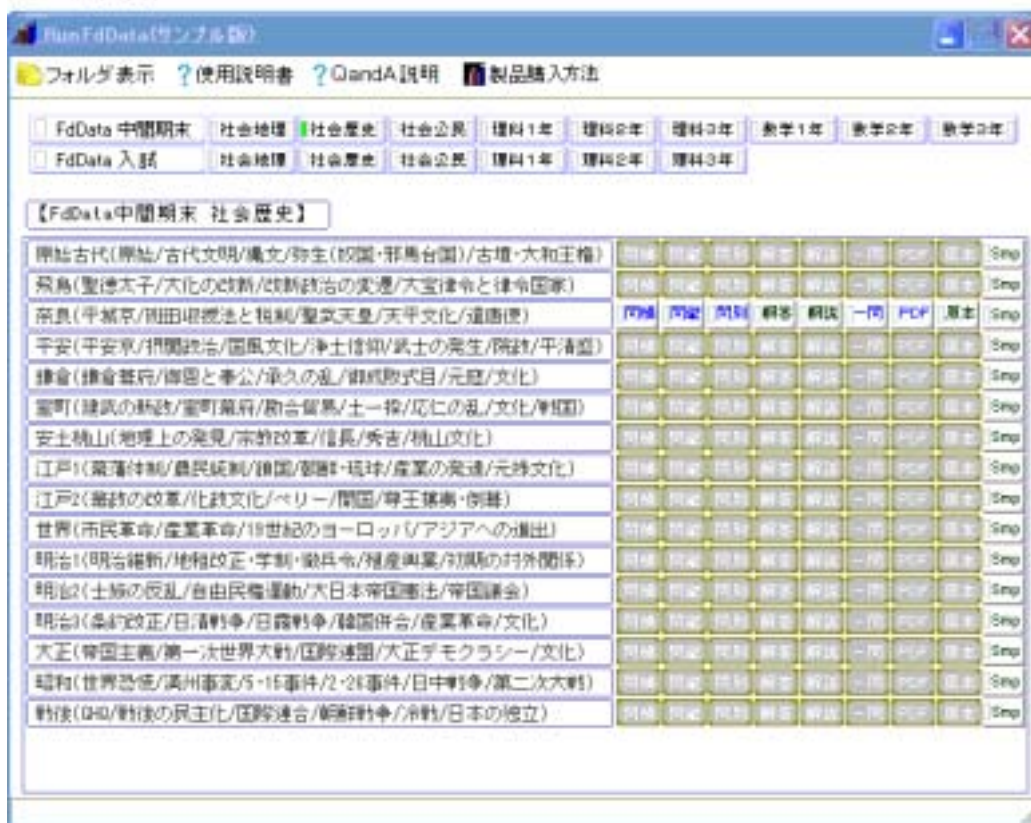 RunFdData(サンプル版)
フォルダ表示 ?使用説明書 ?QandA説明 製品購入方法
FdData 中間期末 社会地理 社会歴史 社会公民 理科1年 理科2年 理科3年 数学1年 数学2年 数学3年
FdData 入試 社会地理 社会歴史 社会公民 理科1年 理科2年 理科3年
【FdData中間期末 社会歴史】
原始古代(原始/古代文明/縄文/弥生(奴国・邪馬台国)/古墳・大和王権) Smp
飛鳥(聖徳太子/大化の改新/改新政治の変遷/大宝律令と律令国家) Smp
奈良(平城京/班田収授法と税制/聖武天皇/天平文化/遣唐使) 問題 解答 解説 一問 PDF 原本 Smp
平安(平安京/摂関政治/国風文化/浄土信仰/武士の発生/院政/平清盛) Smp
鎌倉(鎌倉幕府/御恩と奉公/承久の乱/御成敗式目/元寇/文化) Smp
室町(建武の新政/室町幕府/勘合貿易/土一揆/応仁の乱/文化/戦国) Smp
安土桃山(地理上の発見/宗教改革/信長/秀吉/桃山文化) Smp
江戸1(幕藩体制/農民統制/鎖国/朝鮮・琉球/産業の発達/元禄文化) Smp
江戸2(幕政の改革/化政文化/ペリー/開国/尊王攘夷・倒幕) Smp
世界(市民革命/産業革命/19世紀のヨーロッパ/アジアへの進出) Smp
明治1(明治維新/地租改正・学制・徴兵令/殖産興業/初期の対外関係) Smp
明治2(士族の反乱/自由民権運動/大日本帝国憲法/帝国議会) Smp
明治3(条約改正/日清戦争/日露戦争/韓国併合/産業革命/文化) Smp
大正(帝国主義/第一次世界大戦/国際連盟/大正デモクラシー/文化) Smp
昭和(世界恐慌/満州事変/5・15事件/2・26事件/日中戦争/第二次大戦) Smp
戦後(GHQ/戦後の民主化/国際連合/朝鮮戦争/冷戦/日本の独立) Smp